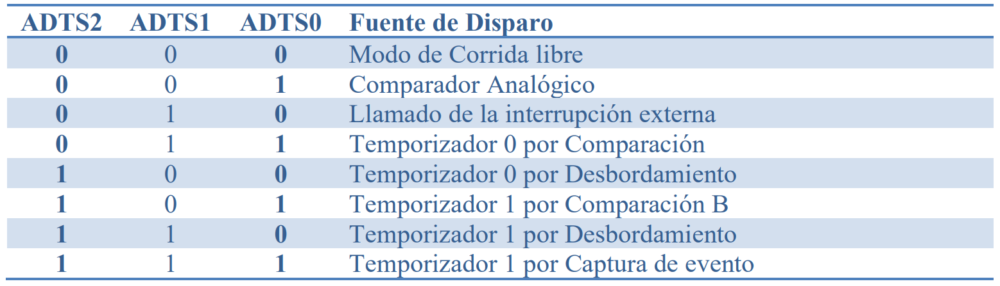 ADTS2 ADTS1 ADTS0 Fuente de Disparo
0 0 0 Modo de Corrida libre
0 0 1 Comparador Analógico
0 1 0 Llamado de la interrupción externa
0 1 1 Temporizador 0 por Comparación
1 0 0 Temporizador 0 por Desbordamiento
1 0 1 Temporizador 1 por Comparación B
1 1 0 Temporizador 1 por Desbordamiento
1 1 1 Temporizador 1 por Captura de evento